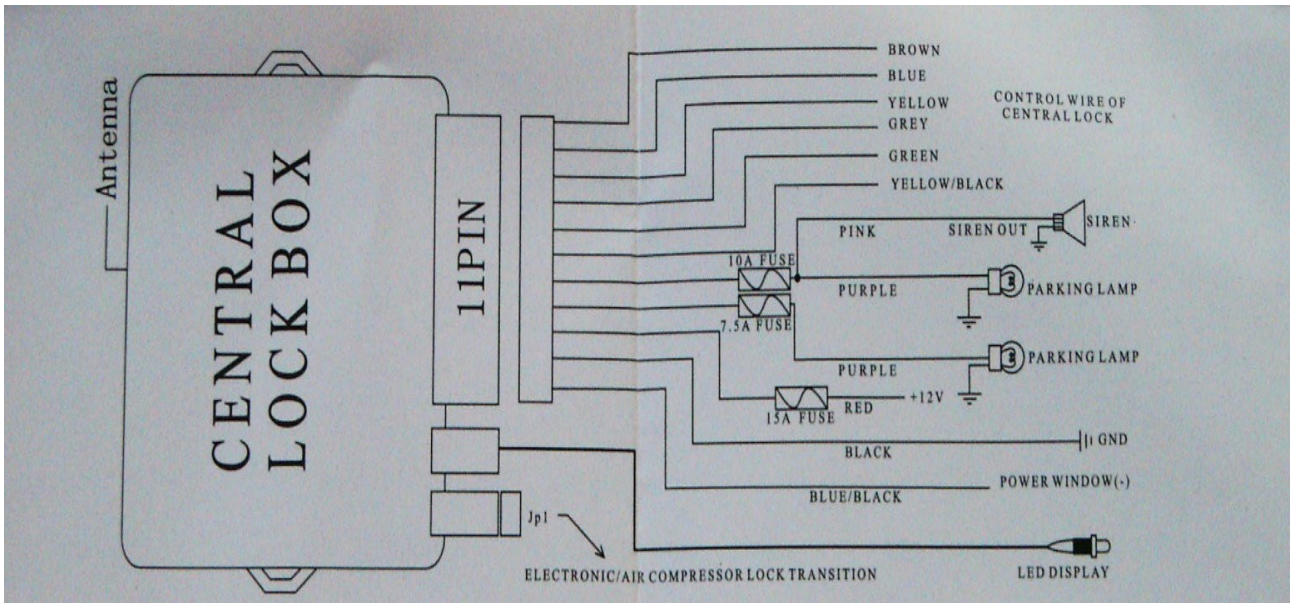 Antenna
CENTRAL
LOCK BOX
11PIN
BROWN
BLUE
YELLOW
GREY
GREEN
YELLOW/BLACK
CONTROL WIRE OF
CENTRAL LOCK
PINK
SIREN OUT
SIREN
10A FUSE
PURPLE
PARKING LAMP
7.5A FUSE
PURPLE
PARKING LAMP
15A FUSE
RED
+12V
BLACK
GND
BLUE/BLACK
POWER WINDOW(-)
Jp1
ELECTRONIC/AIR COMPRESSOR LOCK TRANSITION
LED DISPLAY